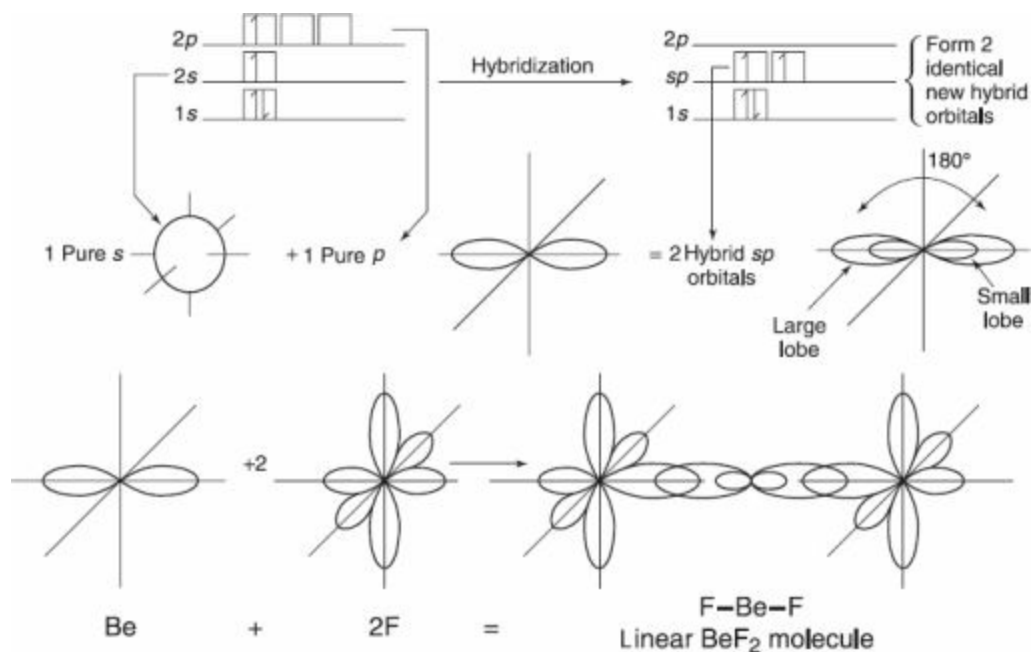 2p
2s
1s
Hybridization
2p
sp
1s
Form 2
identical
new hybrid
orbitals
180°
1 Pure s
+ 1 Pure p
= 2 Hybrid sp
orbitals
Large
lobe
Small
lobe
+2
Be + 2F =
F–Be–F
Linear BeF₂ molecule